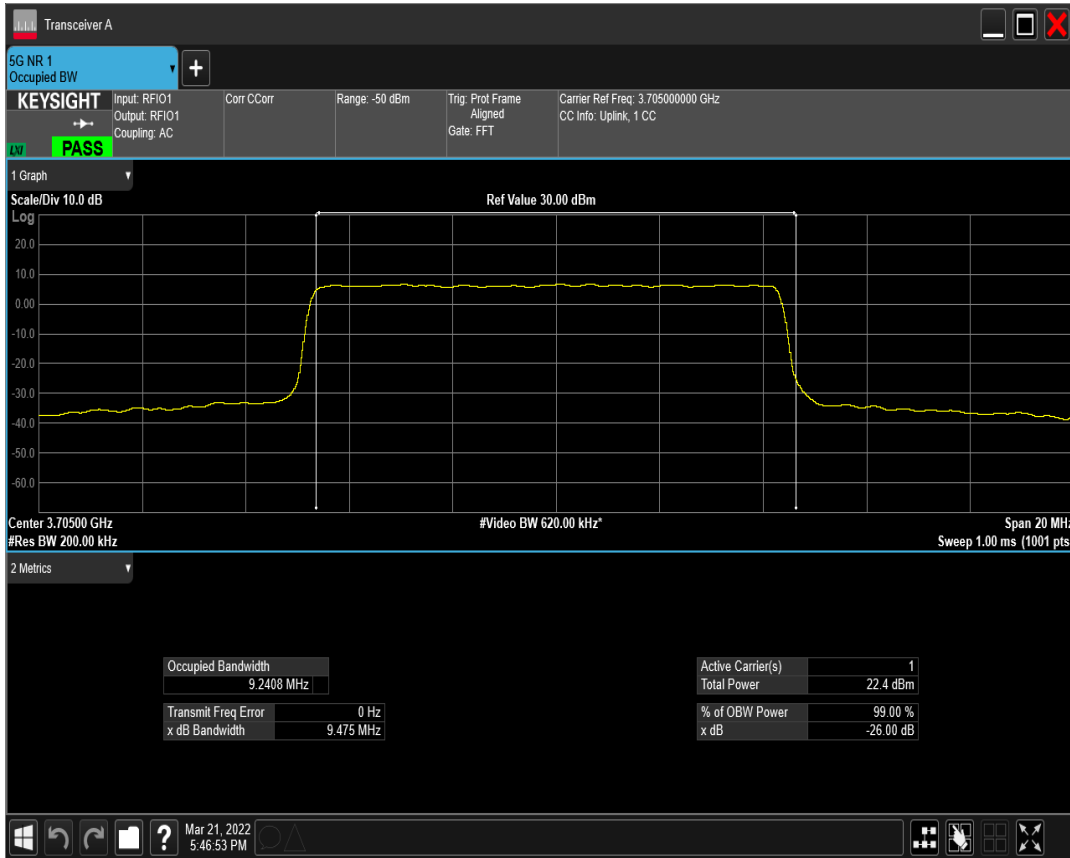 Transceiver A
5G NR 1
Occupied BW
+
KEYSIGHT
Input: RFIO1
Output: RFIO1
Coupling: AC
Corr CCorr
Range: -50 dBm
Trig: Prot Frame
Aligned
Gate: FFT
Carrier Ref Freq: 3.705000000 GHz
CC Info: Uplink, 1 CC
LXI
PASS
1 Graph
Scale/Div 10.0 dB
Ref Value 30.00 dBm
Log
20.0
10.0
0.00
-10.0
-20.0
-30.0
-40.0
-50.0
-60.0
Center 3.70500 GHz
#Video BW 620.00 kHz*
Span 20 MHz
#Res BW 200.00 kHz
Sweep 1.00 ms (1001 pts
2 Metrics
Occupied Bandwidth
9.2408 MHz
Transmit Freq Error 0 Hz
x dB Bandwidth 9.475 MHz
Active Carrier(s) 1
Total Power 22.4 dBm
% of OBW Power 99.00 %
x dB -26.00 dB
?
Mar 21, 2022
5:46:53 PM